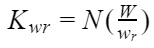 K_{wr} = N(\frac{W}{w_r})